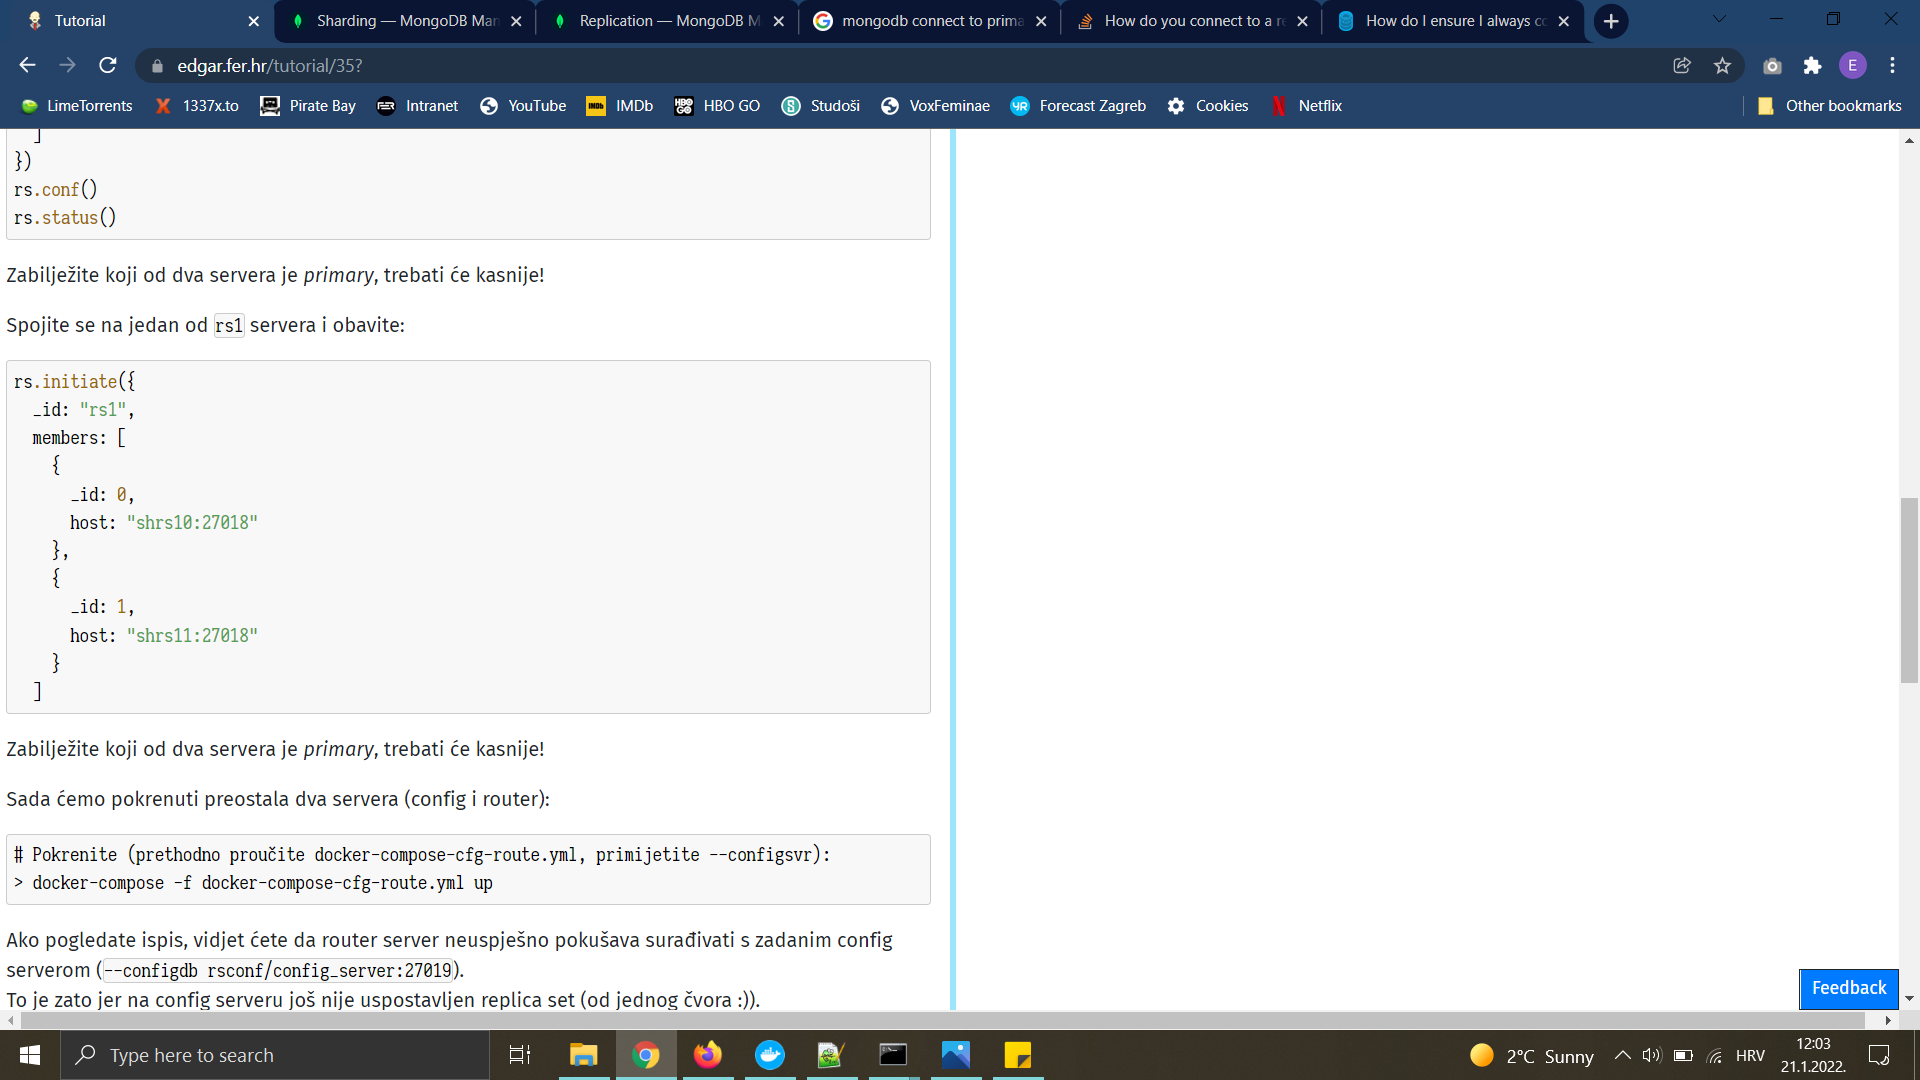 Tutorial
Sharding — MongoDB Man
Replication — MongoDB M
mongodb connect to prima
How do you connect to a re
How do I ensure I always co
edgar.fer.hr/tutorial/35?
E
LimeTorrents
1337x.to
Pirate Bay
Intranet
YouTube
IMDb
HBO GO
Studoši
VoxFeminae
Forecast Zagreb
Cookies
Netflix
Other bookmarks
]
})
rs.conf()
rs.status()
Zabilježite koji od dva servera je primary, trebati će kasnije!
Spojite se na jedan od rs1 servera i obavite:
rs.initiate({
_id: "rs1",
members: [
{
_id: 0,
host: "shrs10:27018"
},
{
_id: 1,
host: "shrs11:27018"
}
]
Zabilježite koji od dva servera je primary, trebati će kasnije!
Sada ćemo pokrenuti preostala dva servera (config i router):
# Pokrenite (prethodno proučite docker-compose-cfg-route.yml, primijetite --configsvr):
> docker-compose -f docker-compose-cfg-route.yml up
Ako pogledate ispis, vidjet ćete da router server neuspješno pokušava surađivati s zadanim config
serverom (--configdb rsconf/config_server:27019).
To je zato jer na config serveru još nije uspostavljen replica set (od jednog čvora :)).
Feedback
Type here to search
2°C Sunny
HRV
12:03
21.1.2022.